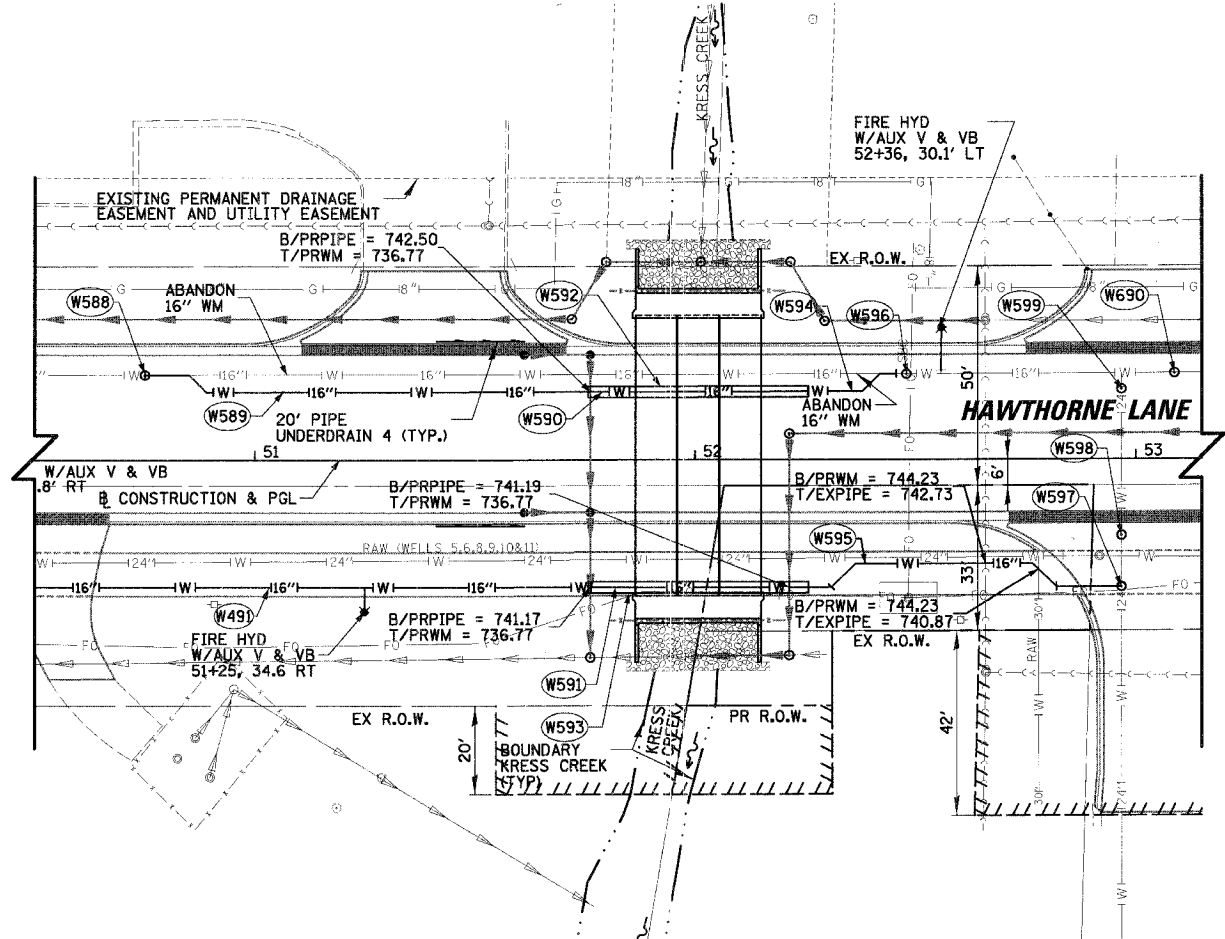 KRESS CREEK
FIRE HYD
W/AUX V & VB
52+36, 30.1' LT
EXISTING PERMANENT DRAINAGE
EASEMENT AND UTILITY EASEMENT
B/PRPIPE = 742.50
T/PRWM = 736.77
EX R.O.W.
W588
ABANDON
16" WM
W592
W594
W596
W599
W690
50'
W589
20' PIPE
UNDERDRAIN 4 (TYP.)
W590
ABANDON
16" WM
HAWTHORNE LANE
51
52
53
W/AUX V & VB
.8' RT
CONSTRUCTION & PGL
B/PRPIPE = 741.19
T/PRWM = 736.77
B/PRWM = 744.23
T/EXPIPE = 742.73
6'
W598
W597
W595
RAW (WELLS 5,6,8,9,10&11)
33'
W491
B/PRPIPE = 741.17
T/PRWM = 736.77
B/PRWM = 744.23
T/EXPIPE = 740.87
EX R.O.W.
FIRE HYD
W/AUX V & VB
51+25, 34.6 RT
W591
W593
EX R.O.W.
PR R.O.W.
20'
BOUNDARY
KRESS CREEK
(TYP)
KRESS
CREEK
42'
RAW
30"